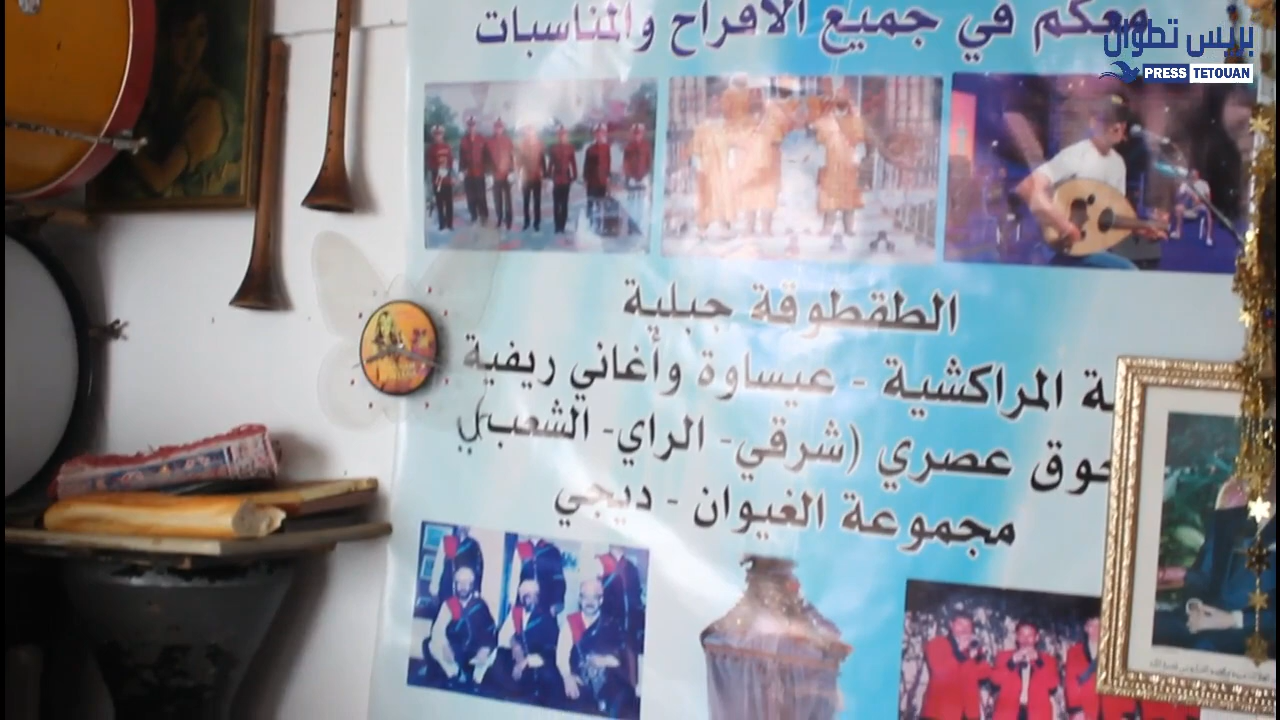 معكم في جميع الأفراح والمناسبات
بريس تطوان
PRESS TETOUAN
الطقطوقة جبلية
المراكشية - عيساوة وأغاني ريفية
عصري (شرقي- الراي- الشعبي)
مجموعة الغيوان - ديجي